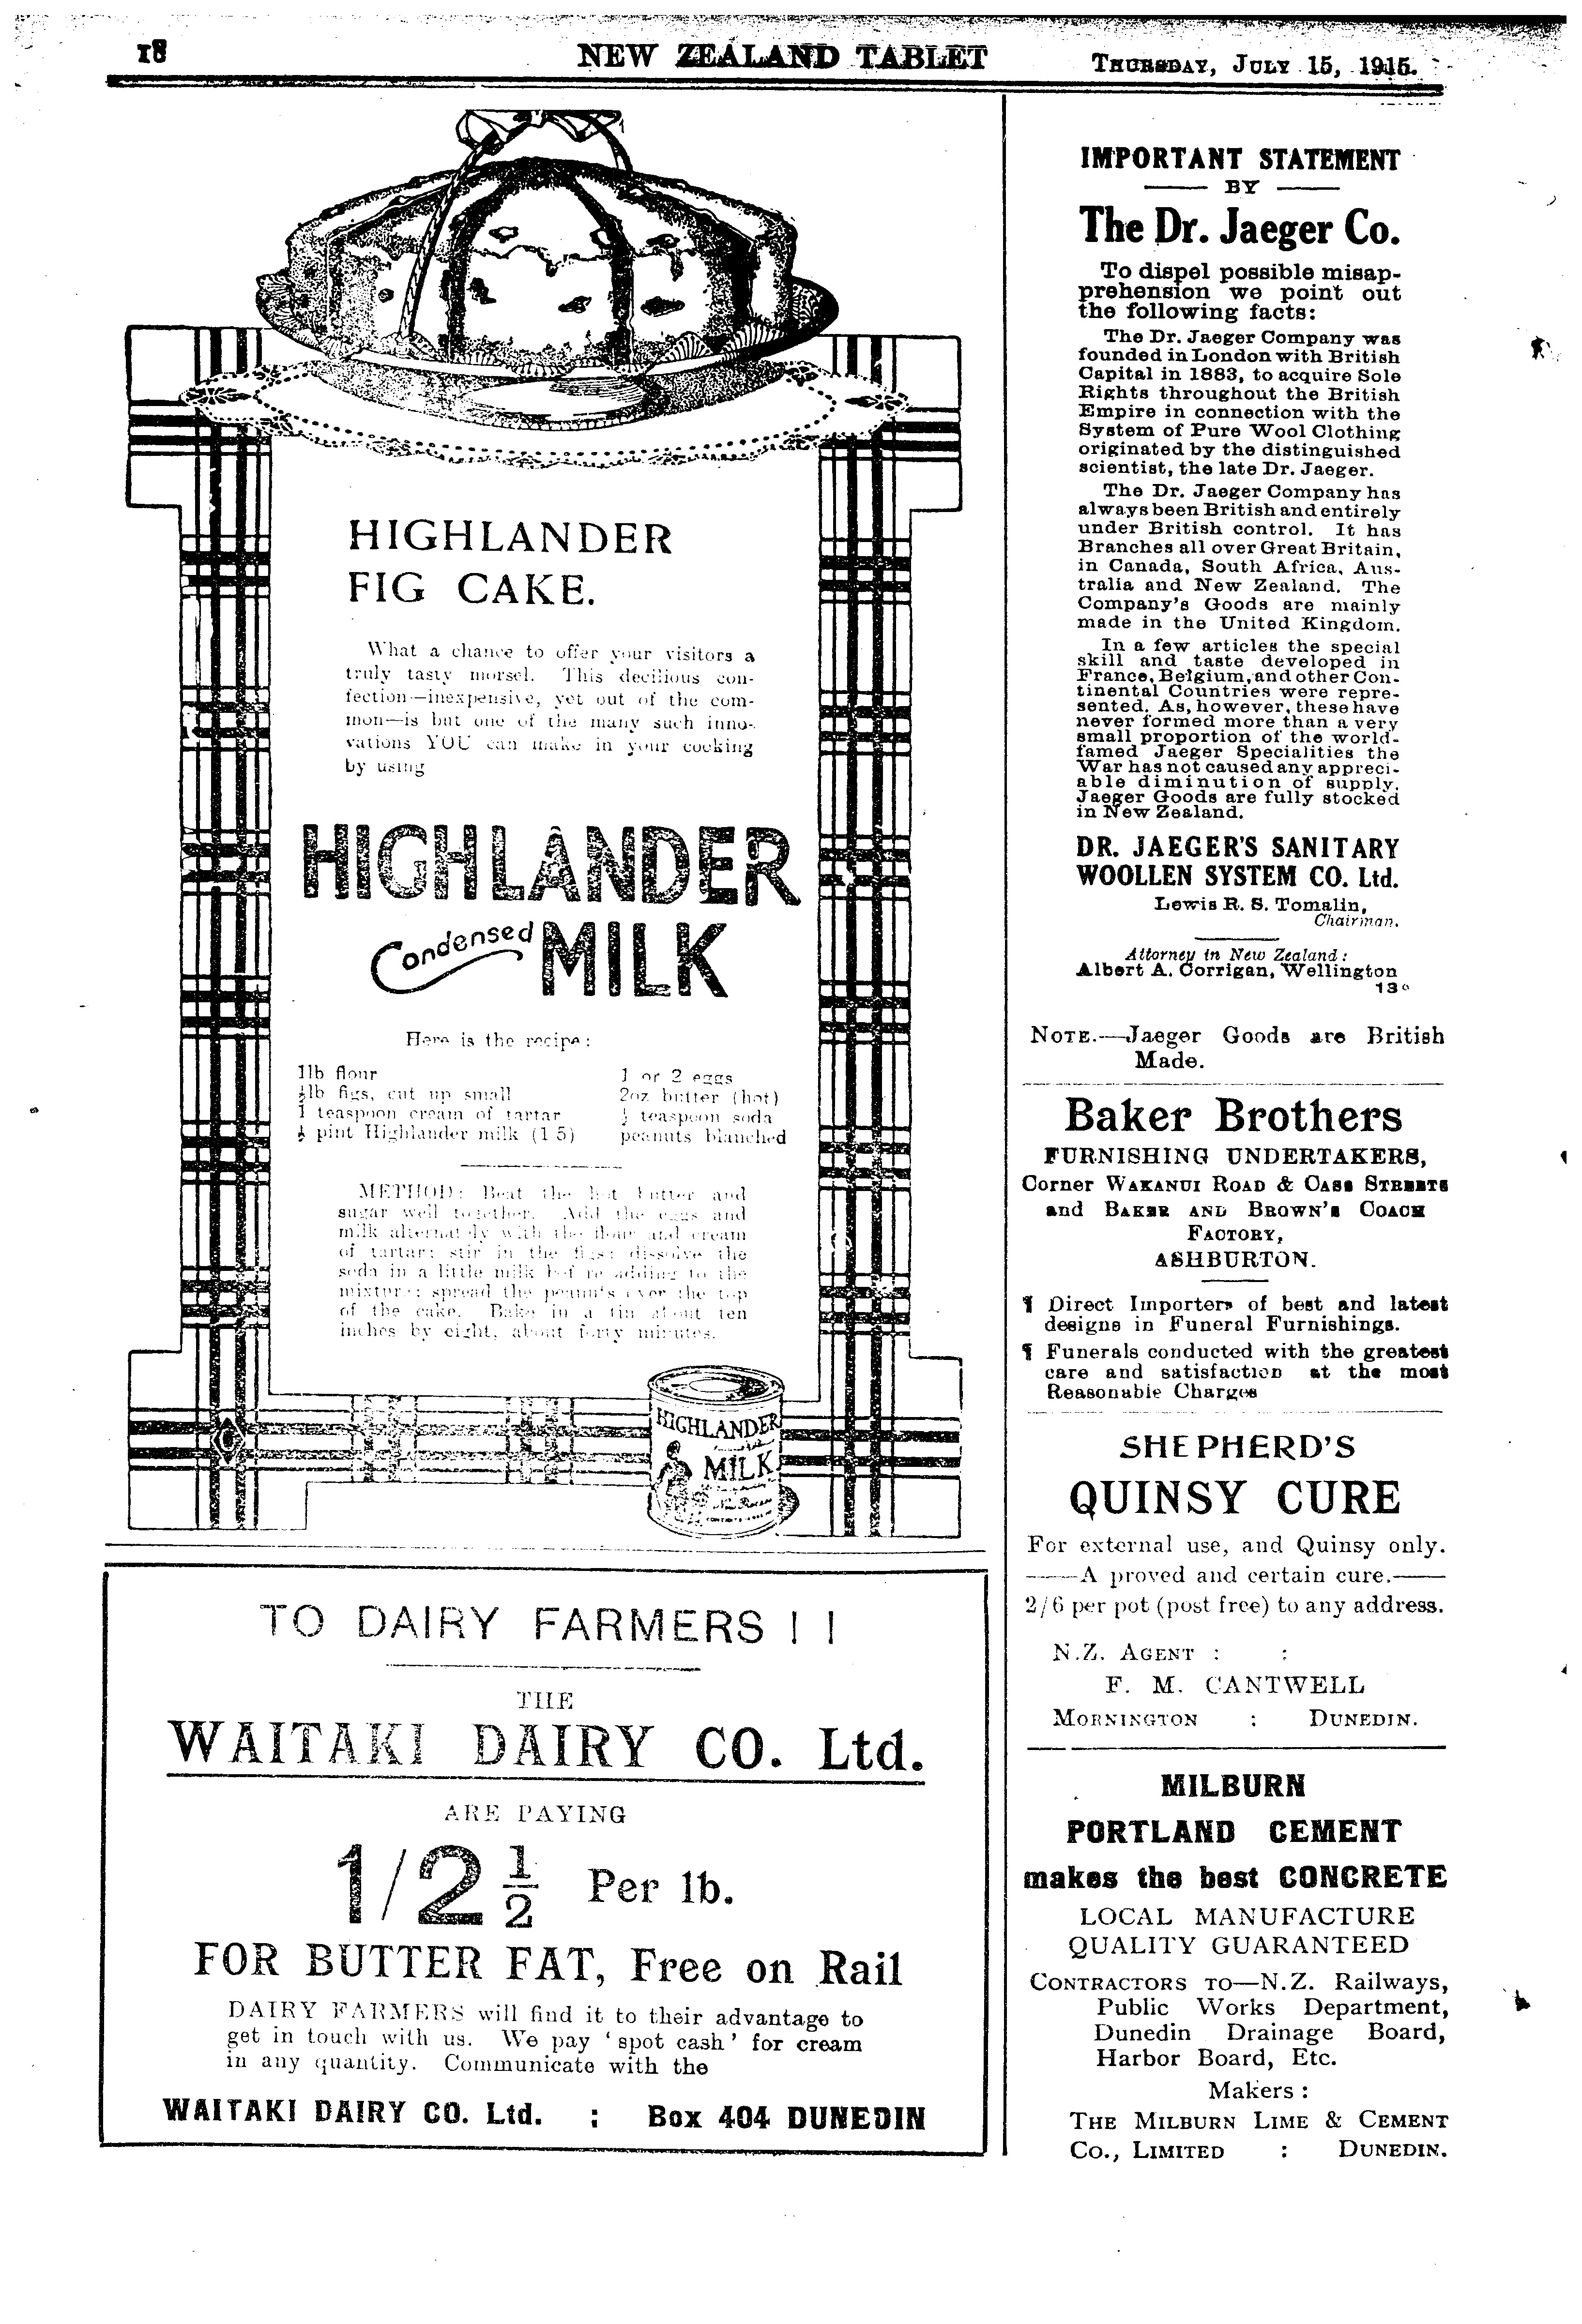 18
NEW ZEALAND TABLET
THURSDAY, JULY 15, 1915.
HIGHLANDER
FIG CAKE.
What a chance to offer your visitors a
truly tasty morsel. This decilious con-
fection—inexpensive, yet out of the com-
mon—is but one of the many such inno-
vations YOU can make in your cooking
by using
HIGHLANDER
Condensed MILK
Here is the recipe:
1lb flour
½lb figs, cut up small
1 teaspoon cream of tartar
pint Highlander milk (1-5)
1 or 2 eggs
2oz butter (hot)
teaspoon soda
peanuts blanched
METHOD: Beat the hot butter and
sugar well together. Add the eggs and
milk alternately with the flour and cream
of tartar; stir in the figs; dissolve the
soda in a little milk before adding to the
mixture; spread the peanuts over the top
of the cake. Bake in a tin about ten
inches by eight, about forty minutes.
HIGHLANDER
MILK
TO DAIRY FARMERS ! !
THE
WAITAKI DAIRY CO. Ltd.
ARE PAYING
1/2½ Per lb.
FOR BUTTER FAT, Free on Rail
DAIRY FARMERS will find it to their advantage to
get in touch with us. We pay 'spot cash' for cream
in any quantity. Communicate with the
WAITAKI DAIRY CO. Ltd. : Box 404 DUNEDIN
IMPORTANT STATEMENT
BY
The Dr. Jaeger Co.
To dispel possible misap-
prehension we point out
the following facts:
The Dr. Jaeger Company was
founded in London with British
Capital in 1883, to acquire Sole
Rights throughout the British
Empire in connection with the
System of Pure Wool Clothing
originated by the distinguished
scientist, the late Dr. Jaeger.
The Dr. Jaeger Company has
always been British and entirely
under British control. It has
Branches all over Great Britain,
in Canada, South Africa, Aus-
tralia and New Zealand. The
Company's Goods are mainly
made in the United Kingdom.
In a few articles the special
skill and taste developed in
France, Belgium, and other Con-
tinental Countries were repre-
sented. As, however, these have
never formed more than a very
small proportion of the world-
famed Jaeger Specialities the
War has not caused any appreci-
able diminution of supply.
Jaeger Goods are fully stocked
in New Zealand.
DR. JAEGER'S SANITARY
WOOLLEN SYSTEM CO. Ltd.
Lewis R. S. Tomalin,
Chairman.
Attorney in New Zealand:
Albert A. Corrigan, Wellington
NOTE.—Jaeger Goods are British
Made.
Baker Brothers
FURNISHING UNDERTAKERS,
Corner WAKANUI ROAD & CASS STREETS
and BAKER AND BROWN'S COACH
FACTORY,
ASHBURTON.
¶ Direct Importers of best and latest
designs in Funeral Furnishings.
¶ Funerals conducted with the greatest
care and satisfaction at the most
Reasonable Charges
SHEPHERD'S
QUINSY CURE
For external use, and Quinsy only.
——A proved and certain cure.——
2/6 per pot (post free) to any address.
N.Z. AGENT : :
F. M. CANTWELL
MORNINGTON : DUNEDIN.
MILBURN
PORTLAND CEMENT
makes the best CONCRETE
LOCAL MANUFACTURE
QUALITY GUARANTEED
CONTRACTORS TO—N.Z. Railways,
Public Works Department,
Dunedin Drainage Board,
Harbor Board, Etc.
Makers:
THE MILBURN LIME & CEMENT
CO., LIMITED : DUNEDIN.